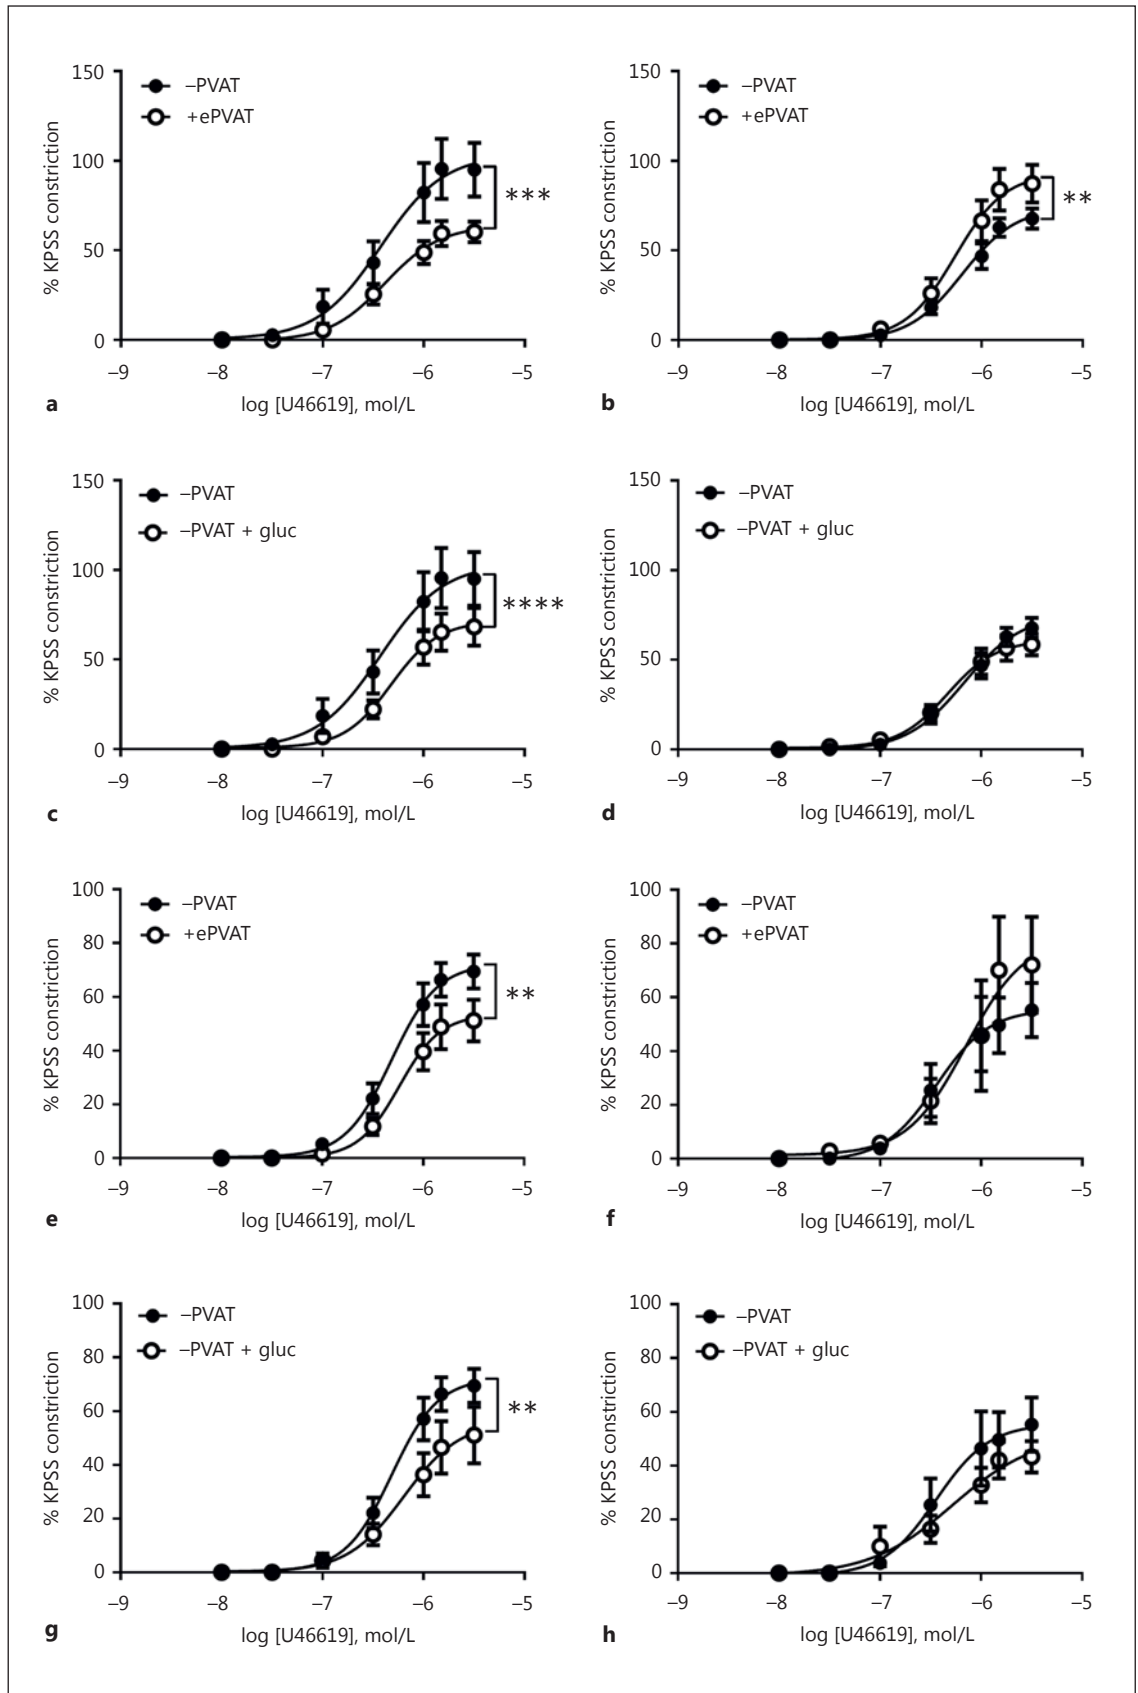 150
100
50
0
% KPSS constriction
–PVAT
+ePVAT
***
–9 –8 –7 –6 –5
log [U46619], mol/L
a
150
100
50
0
% KPSS constriction
–PVAT
+ePVAT
**
–9 –8 –7 –6 –5
log [U46619], mol/L
b
150
100
50
0
% KPSS constriction
–PVAT
–PVAT + gluc
****
–9 –8 –7 –6 –5
log [U46619], mol/L
c
150
100
50
0
% KPSS constriction
–PVAT
–PVAT + gluc
–9 –8 –7 –6 –5
log [U46619], mol/L
d
100
80
60
40
20
0
% KPSS constriction
–PVAT
+ePVAT
**
–9 –8 –7 –6 –5
log [U46619], mol/L
e
100
80
60
40
20
0
% KPSS constriction
–PVAT
+ePVAT
–9 –8 –7 –6 –5
log [U46619], mol/L
f
100
80
60
40
20
0
% KPSS constriction
–PVAT
–PVAT + gluc
**
–9 –8 –7 –6 –5
log [U46619], mol/L
g
100
80
60
40
20
0
% KPSS constriction
–PVAT
–PVAT + gluc
–9 –8 –7 –6 –5
log [U46619], mol/L
h